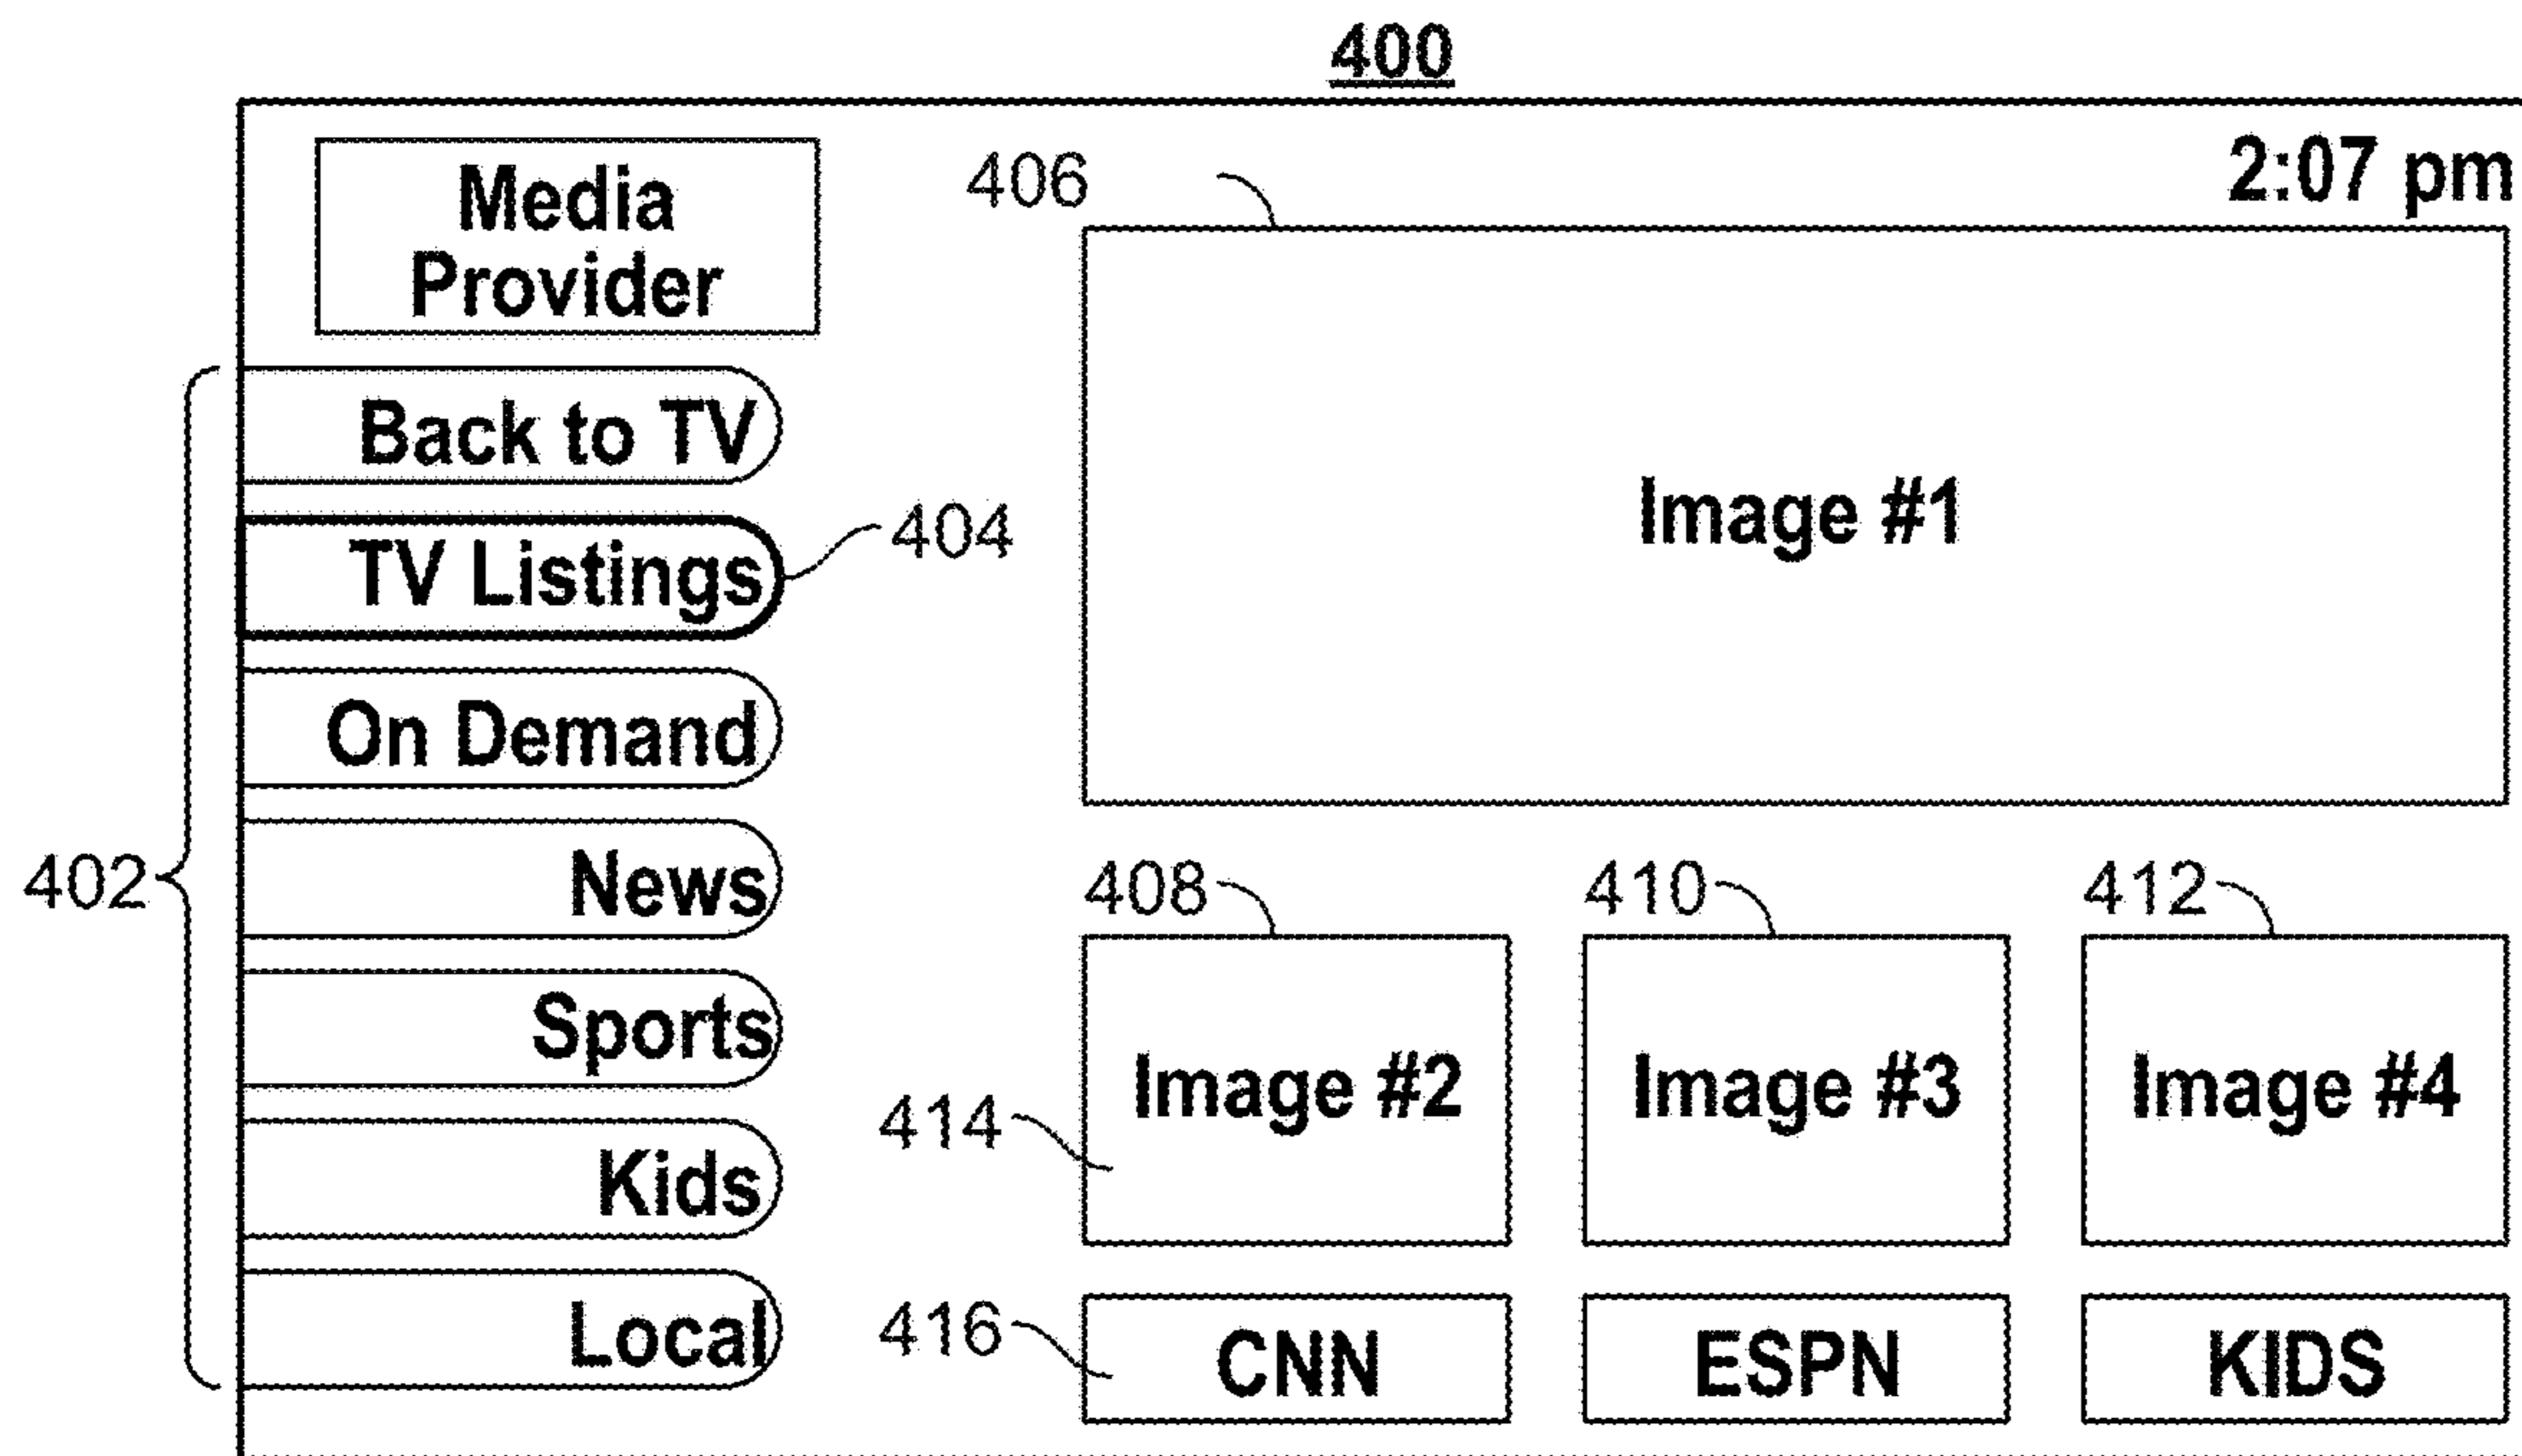 400
2:07 pm
Media
Provider
406
Back to TV
Image #1
404
TV Listings
On Demand
402
News
408
410
412
Sports
414
Image #2
Image #3
Image #4
Kids
416
Local
CNN
ESPN
KIDS